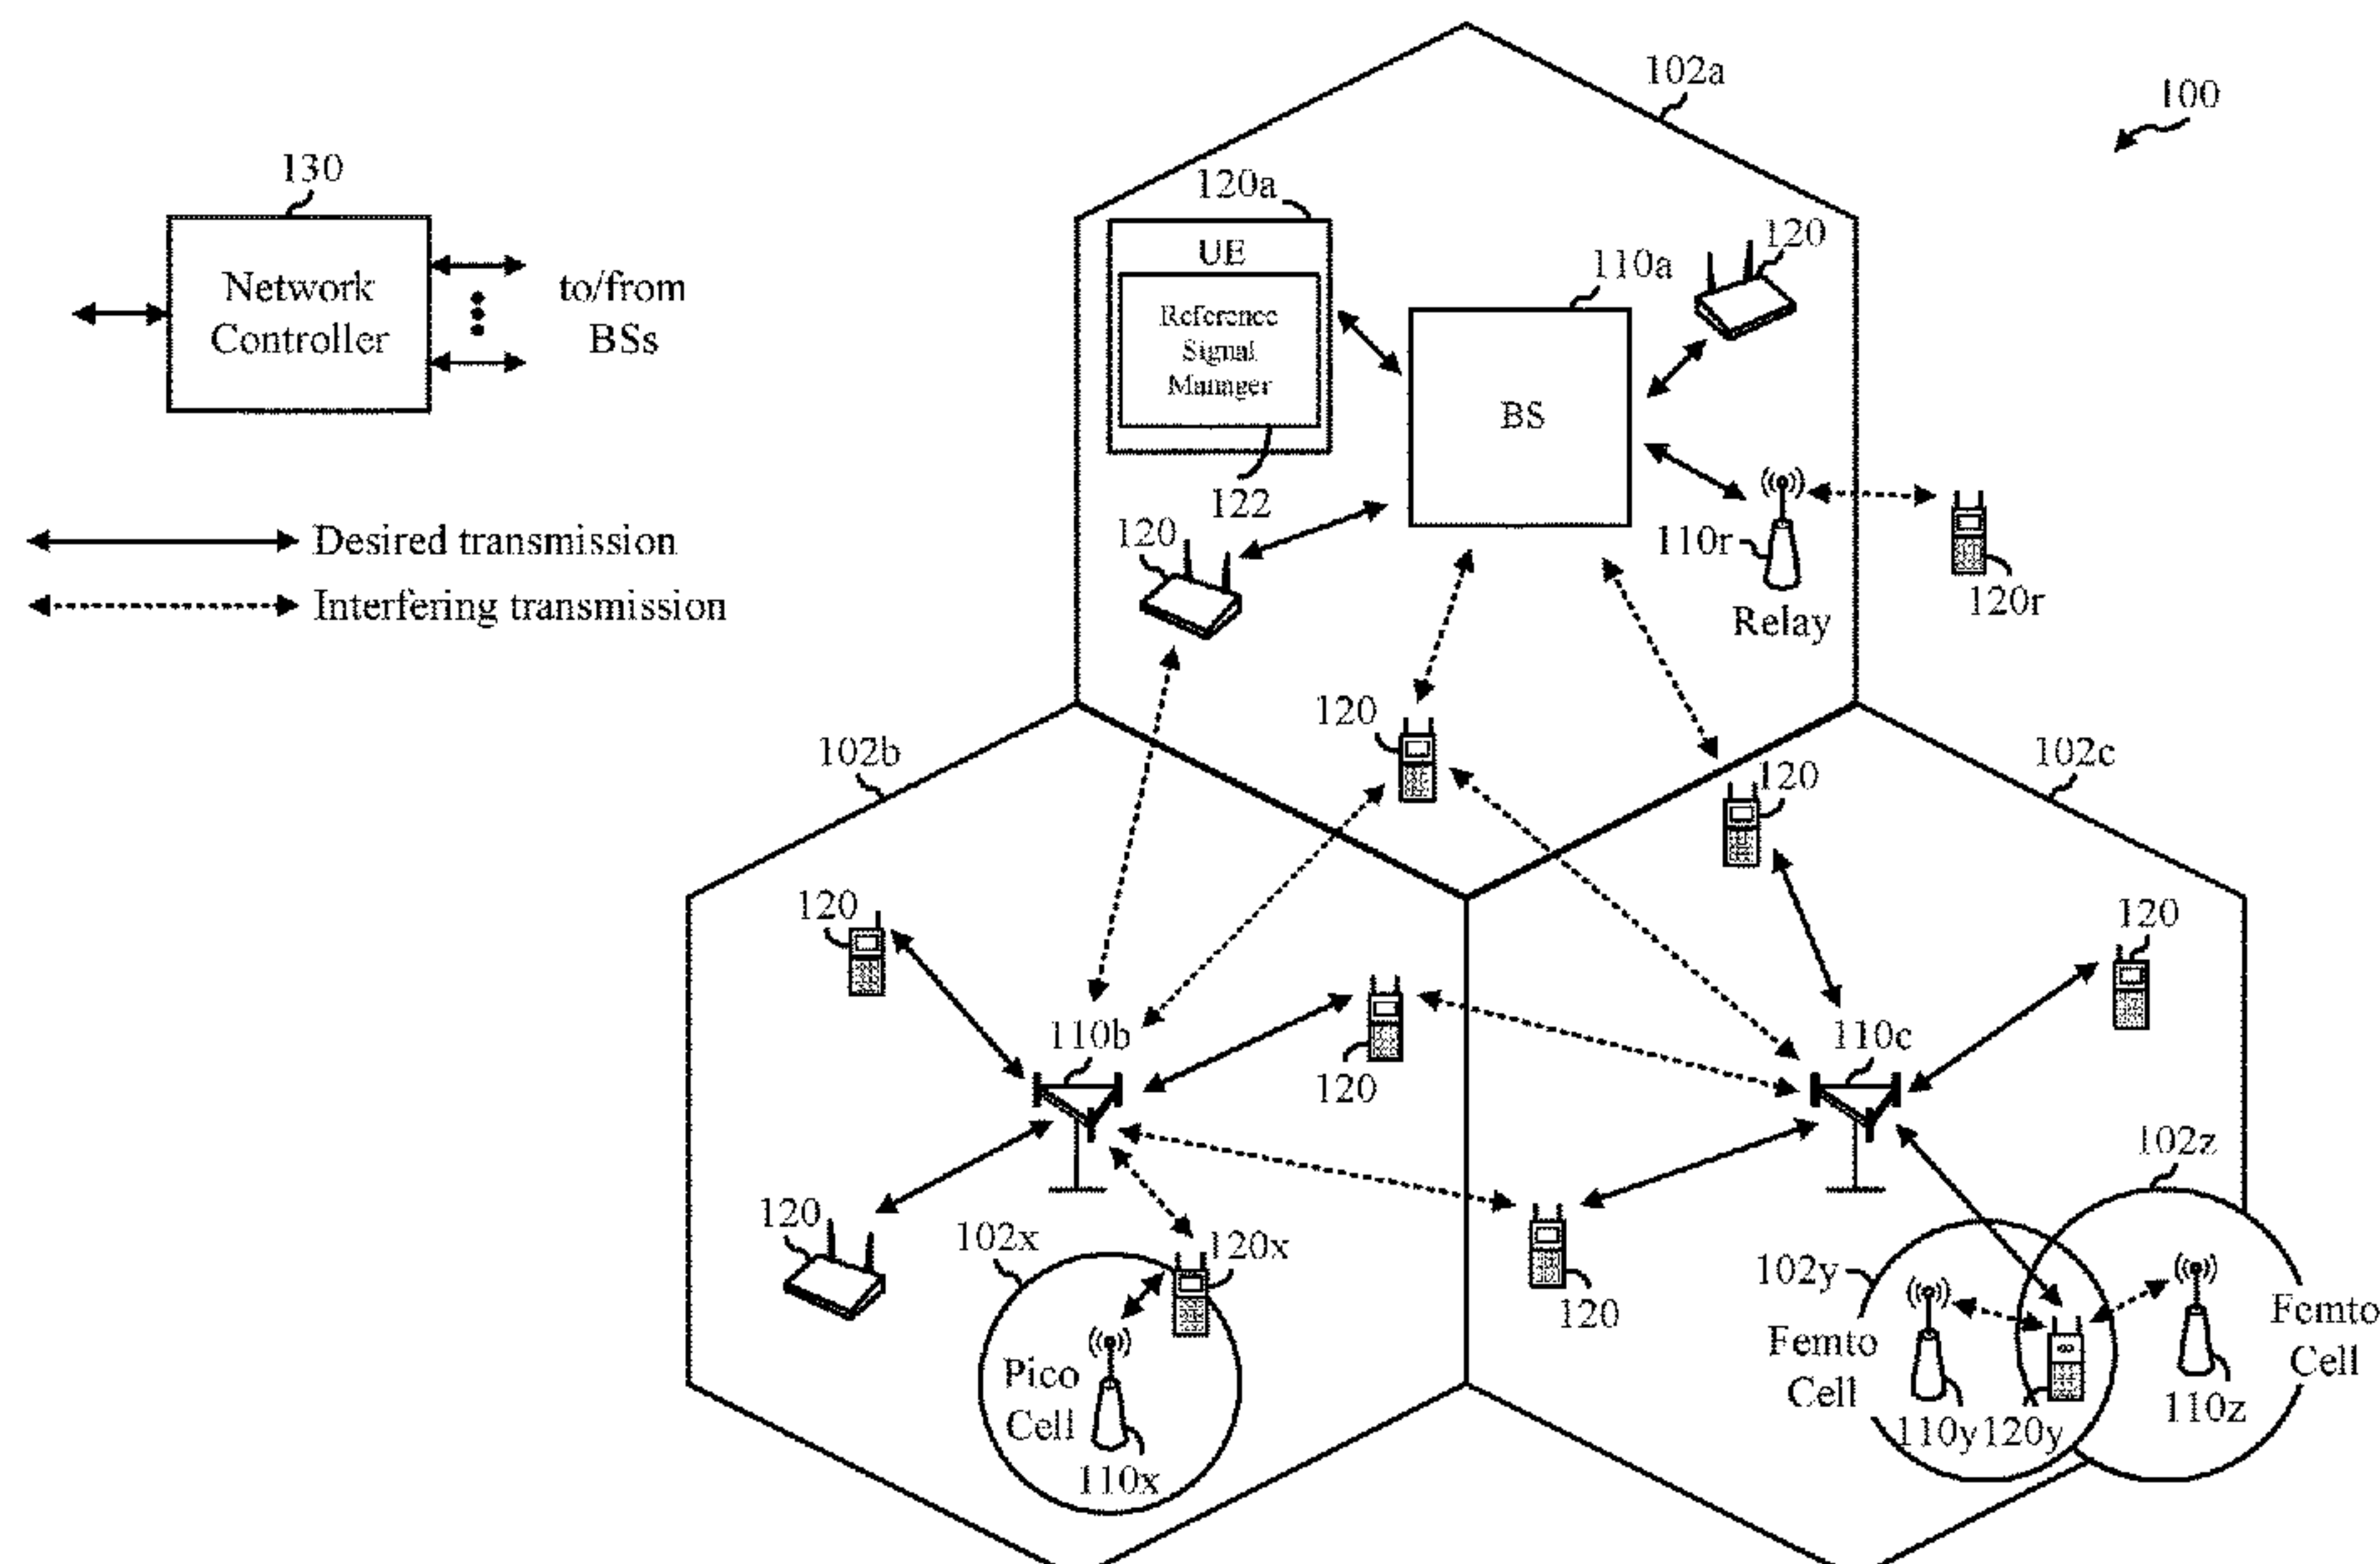 102a
100
130
120a
UE
120
110a
Network
Controller
to/from
BSs
Reference
Signal
Manager
BS
122
Desired transmission
120
110r
Relay
120r
Interfering transmission
120
102b
120
102c
120
120
110b
120
110c
102z
120
102x
120x
120
102y
Femto
Cell
Femto
Cell
Pico
Cell
110x
110y
120y
110z